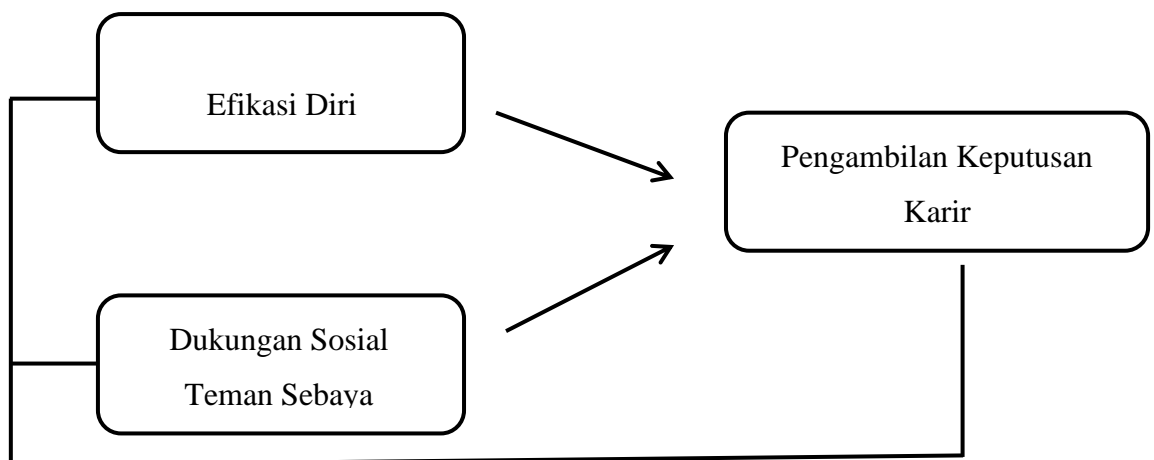 Efikasi Diri
Pengambilan Keputusan
Karir
Dukungan Sosial
Teman Sebaya